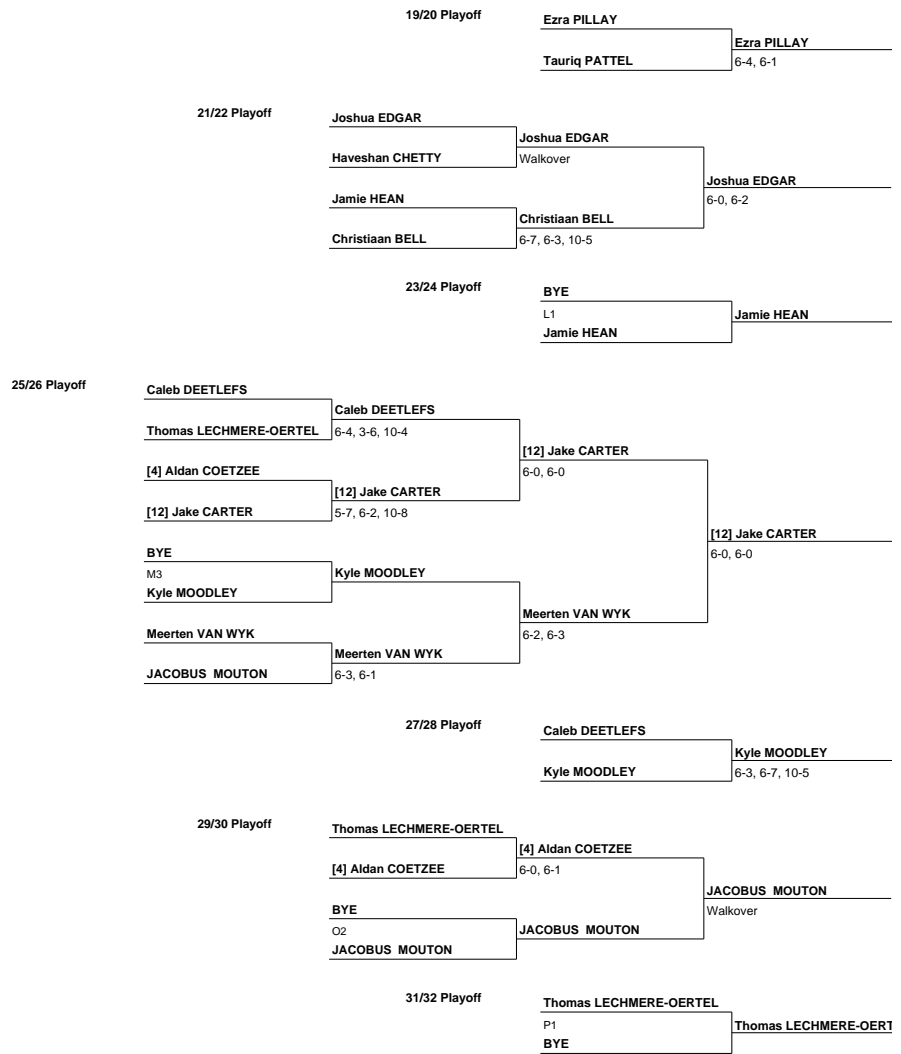 19/20 Playoff
Ezra PILLAY
Ezra PILLAY
Tauriq PATTEL
6-4, 6-1
21/22 Playoff
Joshua EDGAR
Joshua EDGAR
Haveshan CHETTY
Walkover
Joshua EDGAR
Jamie HEAN
6-0, 6-2
Christiaan BELL
Christiaan BELL
6-7, 6-3, 10-5
23/24 Playoff
BYE
L1
Jamie HEAN
Jamie HEAN
25/26 Playoff
Caleb DEETLEFS
Caleb DEETLEFS
Thomas LECHMERE-OERTEL
6-4, 3-6, 10-4
[12] Jake CARTER
[4] Aldan COETZEE
6-0, 6-0
[12] Jake CARTER
[12] Jake CARTER
5-7, 6-2, 10-8
[12] Jake CARTER
BYE
6-0, 6-0
M3
Kyle MOODLEY
Kyle MOODLEY
Meerten VAN WYK
Meerten VAN WYK
6-2, 6-3
Meerten VAN WYK
JACOBUS MOUTON
6-3, 6-1
27/28 Playoff
Caleb DEETLEFS
Kyle MOODLEY
Kyle MOODLEY
6-3, 6-7, 10-5
29/30 Playoff
Thomas LECHMERE-OERTEL
[4] Aldan COETZEE
[4] Aldan COETZEE
6-0, 6-1
JACOBUS MOUTON
BYE
Walkover
O2
JACOBUS MOUTON
JACOBUS MOUTON
31/32 Playoff
Thomas LECHMERE-OERTEL
P1
Thomas LECHMERE-OERT
BYE